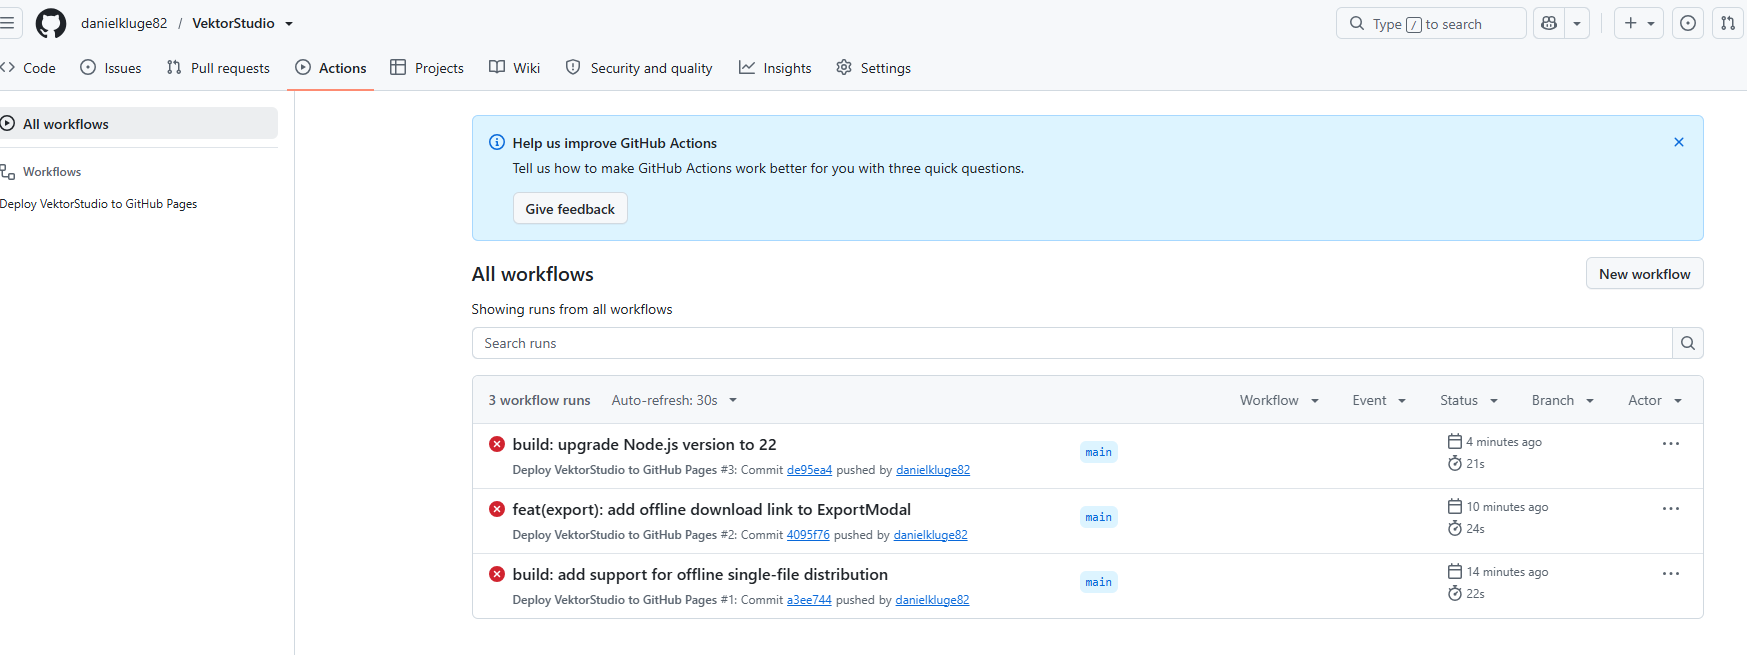 danielkluge82 / VektorStudio
Type / to search
Code Issues Pull requests Actions Projects Wiki Security and quality Insights Settings
All workflows
Workflows
Deploy VektorStudio to GitHub Pages
Help us improve GitHub Actions
Tell us how to make GitHub Actions work better for you with three quick questions.
Give feedback
All workflows
New workflow
Showing runs from all workflows
Search runs
3 workflow runs Auto-refresh: 30s Workflow Event Status Branch Actor
build: upgrade Node.js version to 22
Deploy VektorStudio to GitHub Pages #3: Commit de95ea4 pushed by danielkluge82
main
4 minutes ago
21s
feat(export): add offline download link to ExportModal
Deploy VektorStudio to GitHub Pages #2: Commit 4095f76 pushed by danielkluge82
main
10 minutes ago
24s
build: add support for offline single-file distribution
Deploy VektorStudio to GitHub Pages #1: Commit a3ee744 pushed by danielkluge82
main
14 minutes ago
22s